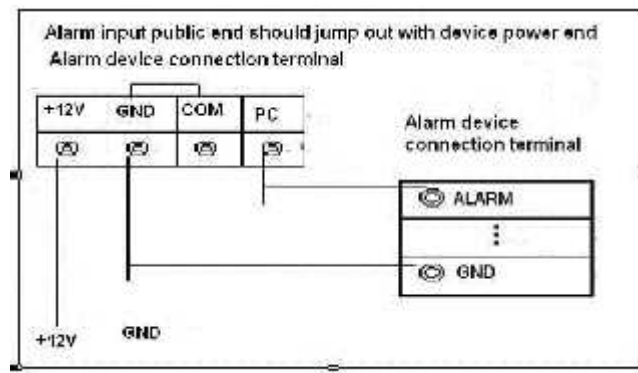 Alarm input public end should jump out with device power end
Alarm device connection terminal
+12V GND COM PC
Alarm device
connection terminal
ALARM
GND
+12V GND